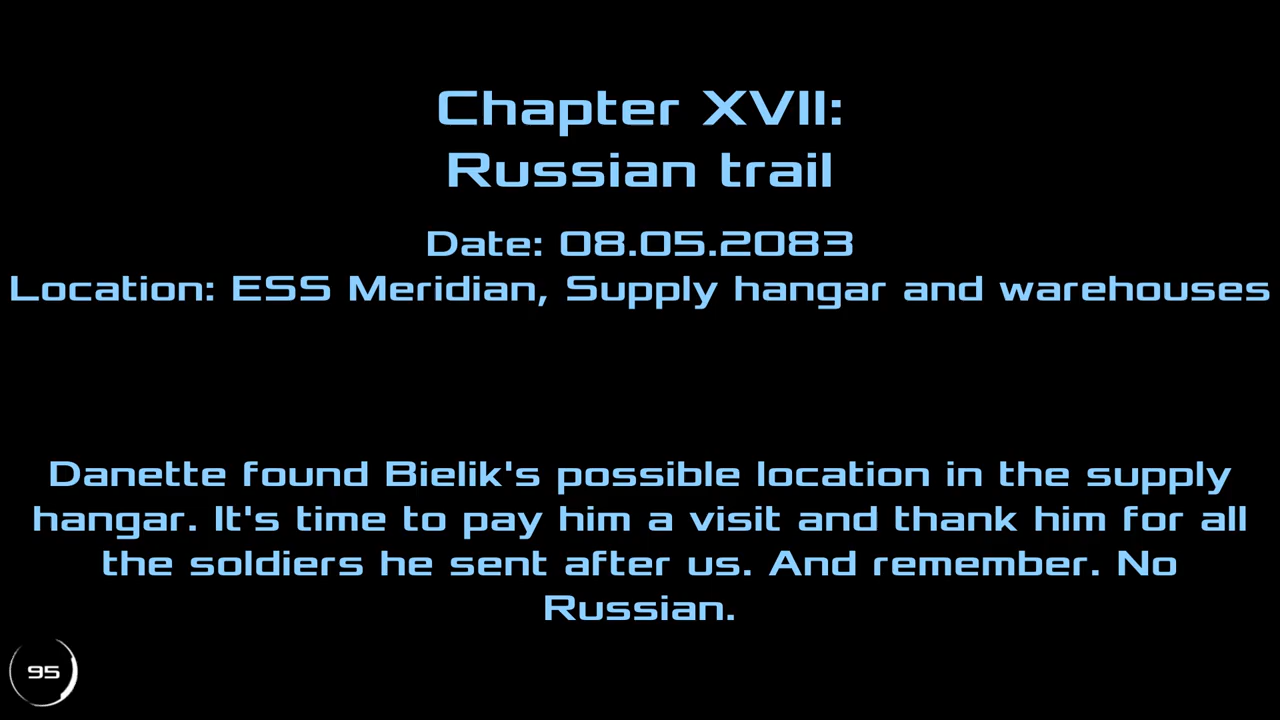 Chapter XVII:
Russian trail
Date: 08.05.2083
Location: ESS Meridian, Supply hangar and warehouses
Danette found Bielik's possible location in the supply
hangar. It's time to pay him a visit and thank him for all
the soldiers he sent after us. And remember. No
Russian.
95